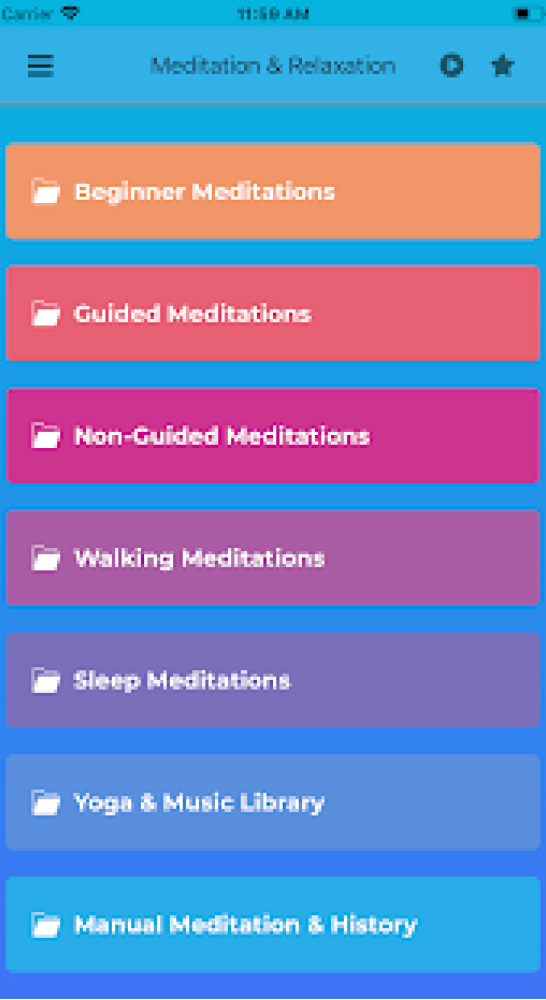 Carrier 11:59 AM
Meditation & Relaxation
Beginner Meditations
Guided Meditations
Non-Guided Meditations
Walking Meditations
Sleep Meditations
Yoga & Music Library
Manual Meditation & History